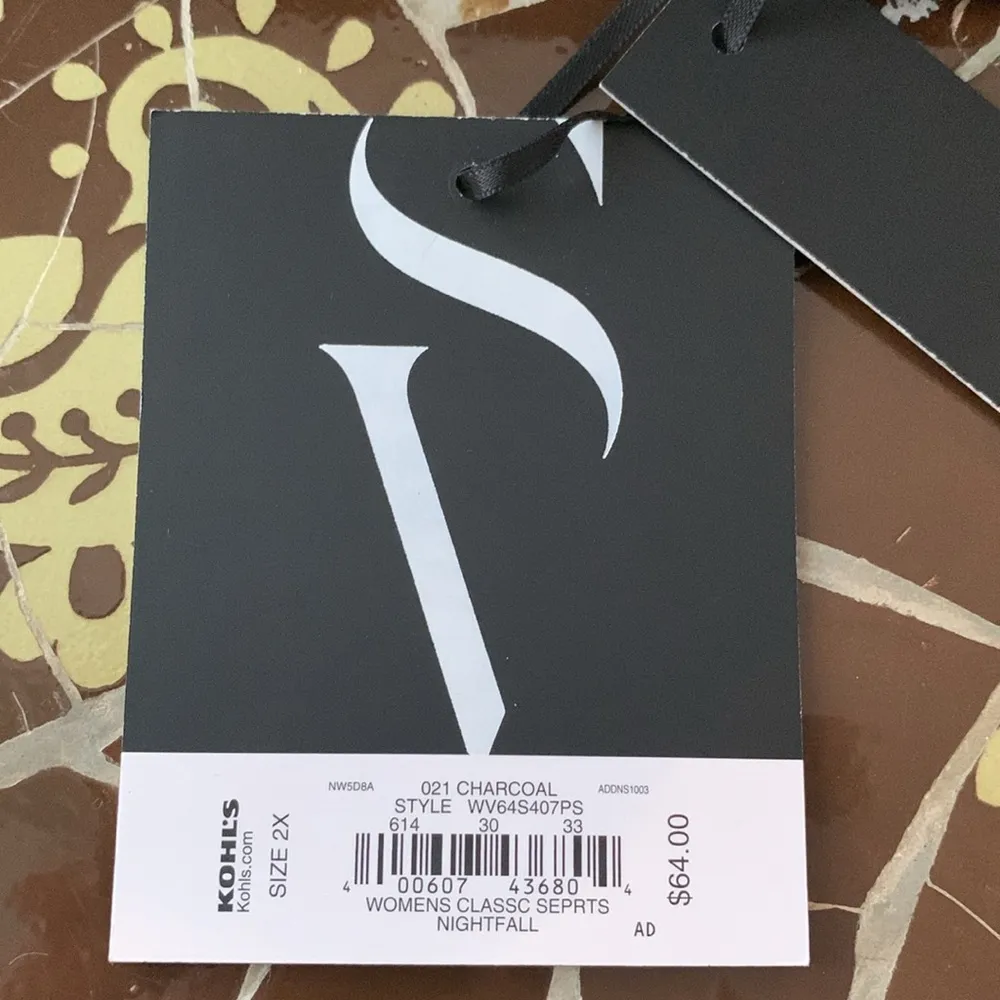 NW5D8A 021 CHARCOAL ADDNS1003
STYLE WV64S407PS
614 30 33
4 00607 43680 4
WOMENS CLASSC SEPRTS
NIGHTFALL
AD
KOHL'S
Kohls.com
SIZE 2X
$64.00